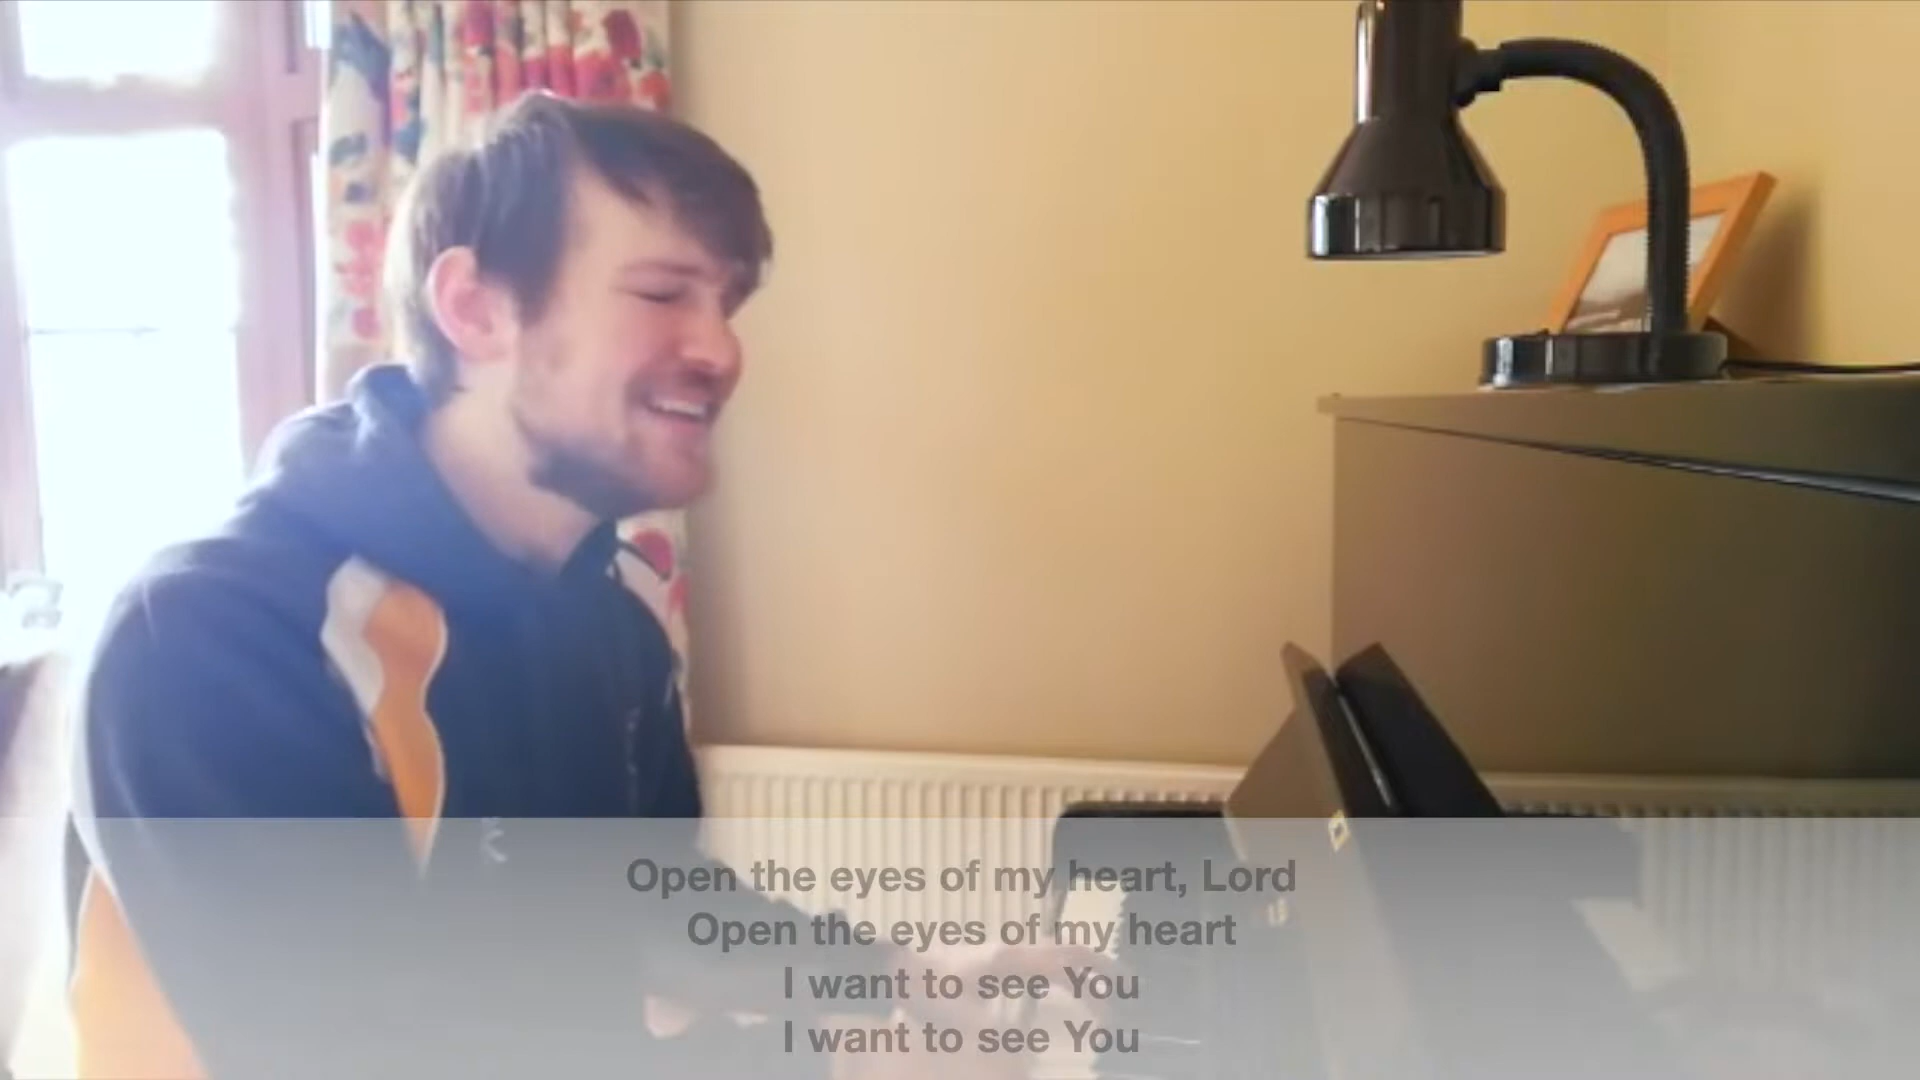 Open the eyes of my heart, Lord
Open the eyes of my heart
I want to see You
I want to see You